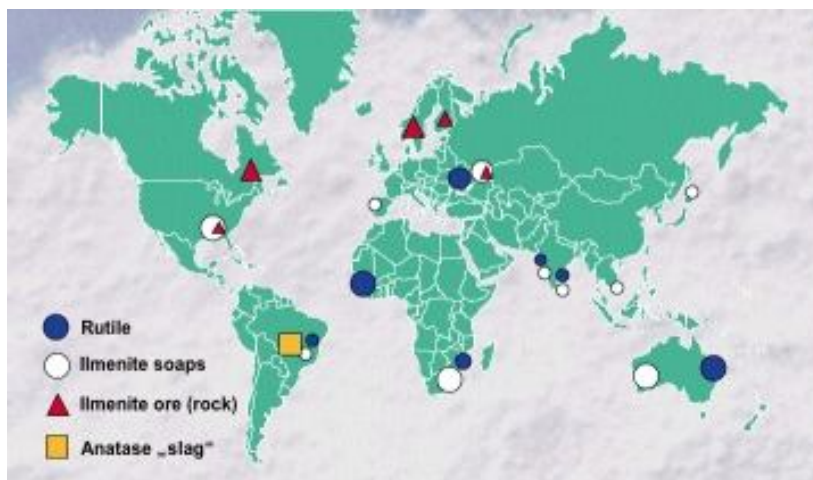 Rutile
Ilmenite soaps
Ilmenite ore (rock)
Anatase „slag“